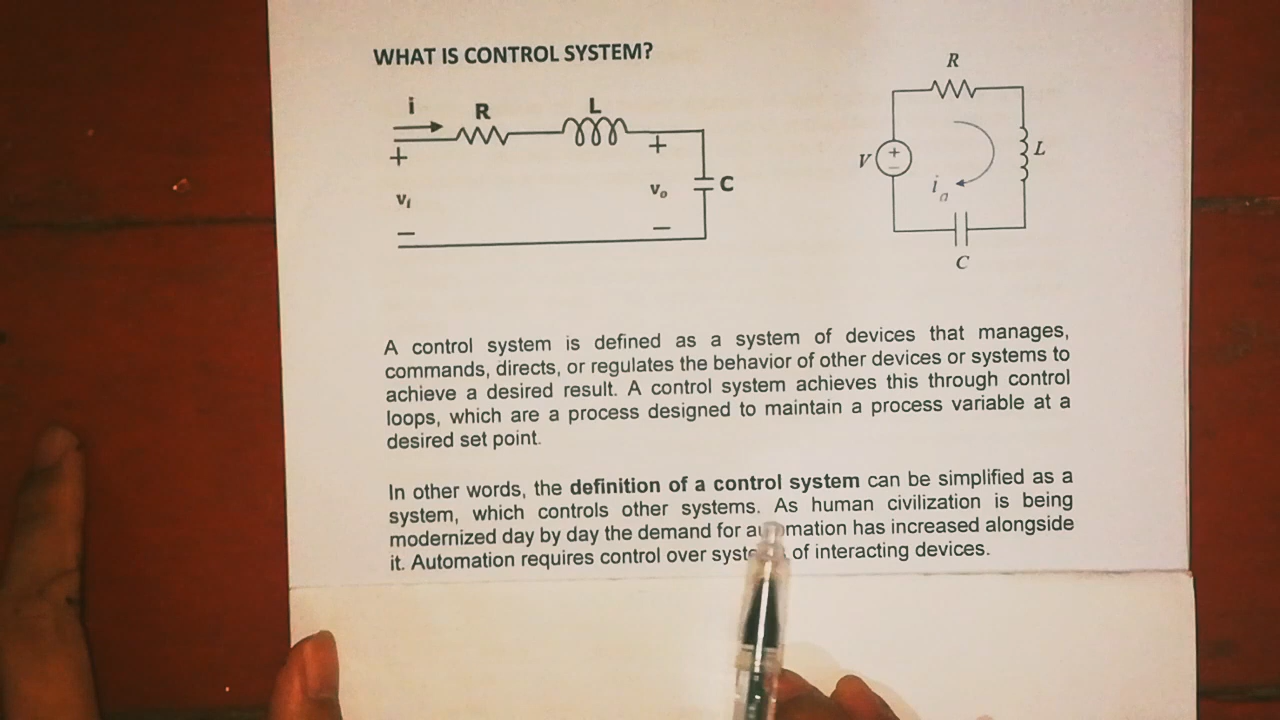 WHAT IS CONTROL SYSTEM?
i
R
L
+
+
C
vi
vo
−
−
R
V
+
−
L
ia
C
A control system is defined as a system of devices that manages,
commands, directs, or regulates the behavior of other devices or systems to
achieve a desired result. A control system achieves this through control
loops, which are a process designed to maintain a process variable at a
desired set point.
In other words, the definition of a control system can be simplified as a
system, which controls other systems. As human civilization is being
modernized day by day the demand for automation has increased alongside
it. Automation requires control over systems of interacting devices.